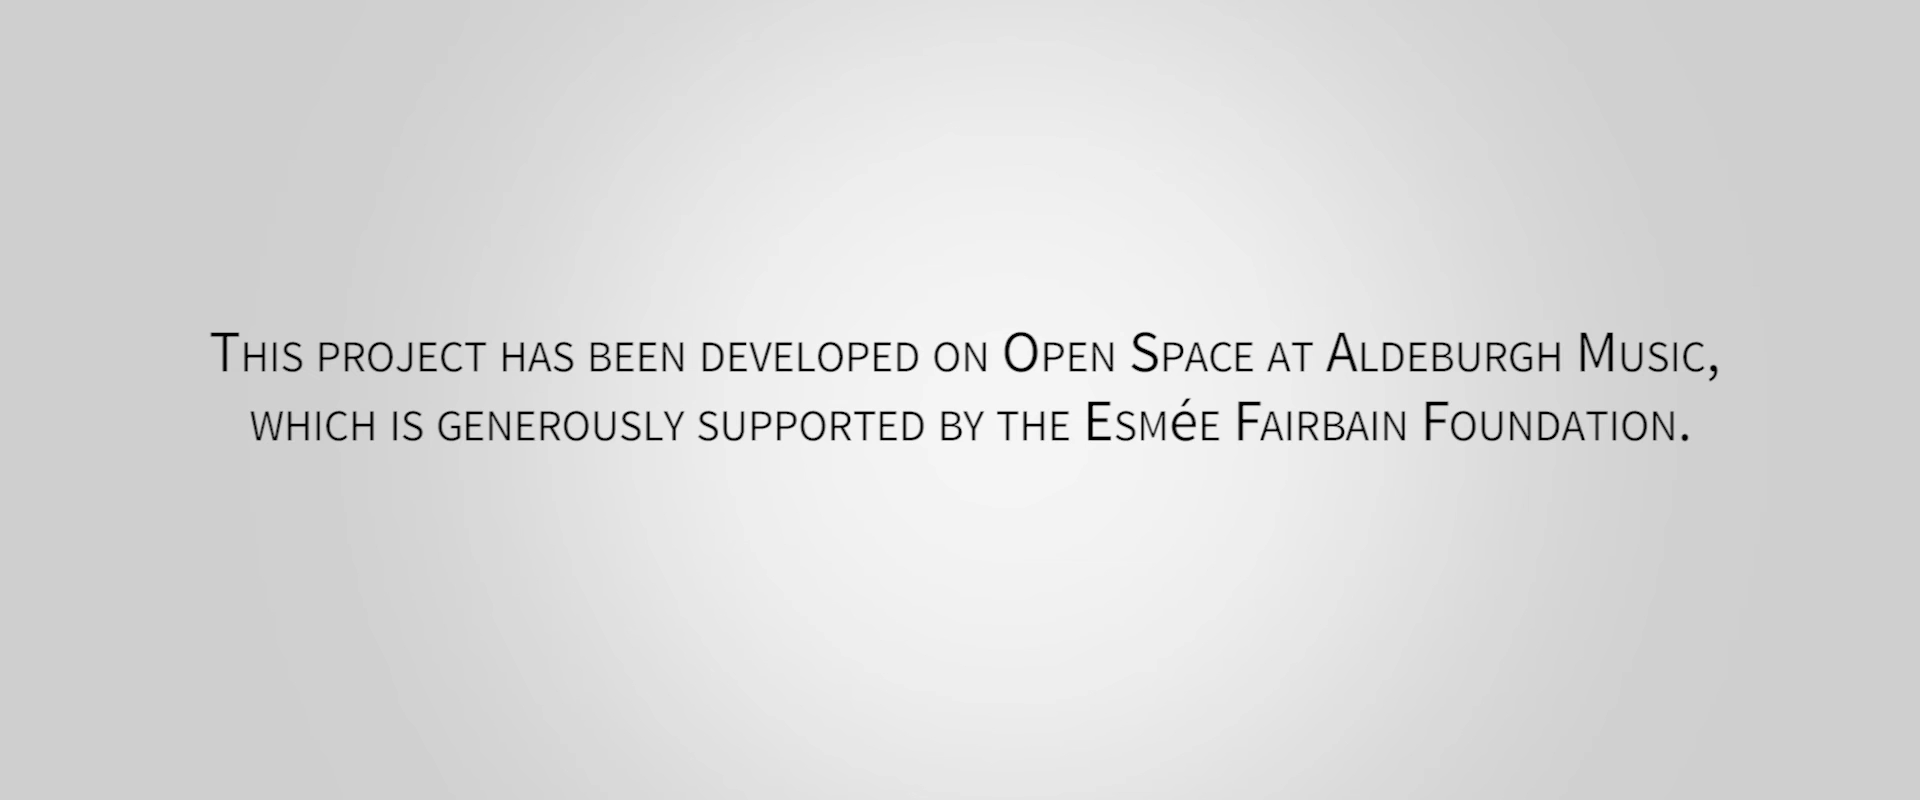 This project has been developed on Open Space at Aldeburgh Music,
which is generously supported by the Esmée Fairbain Foundation.